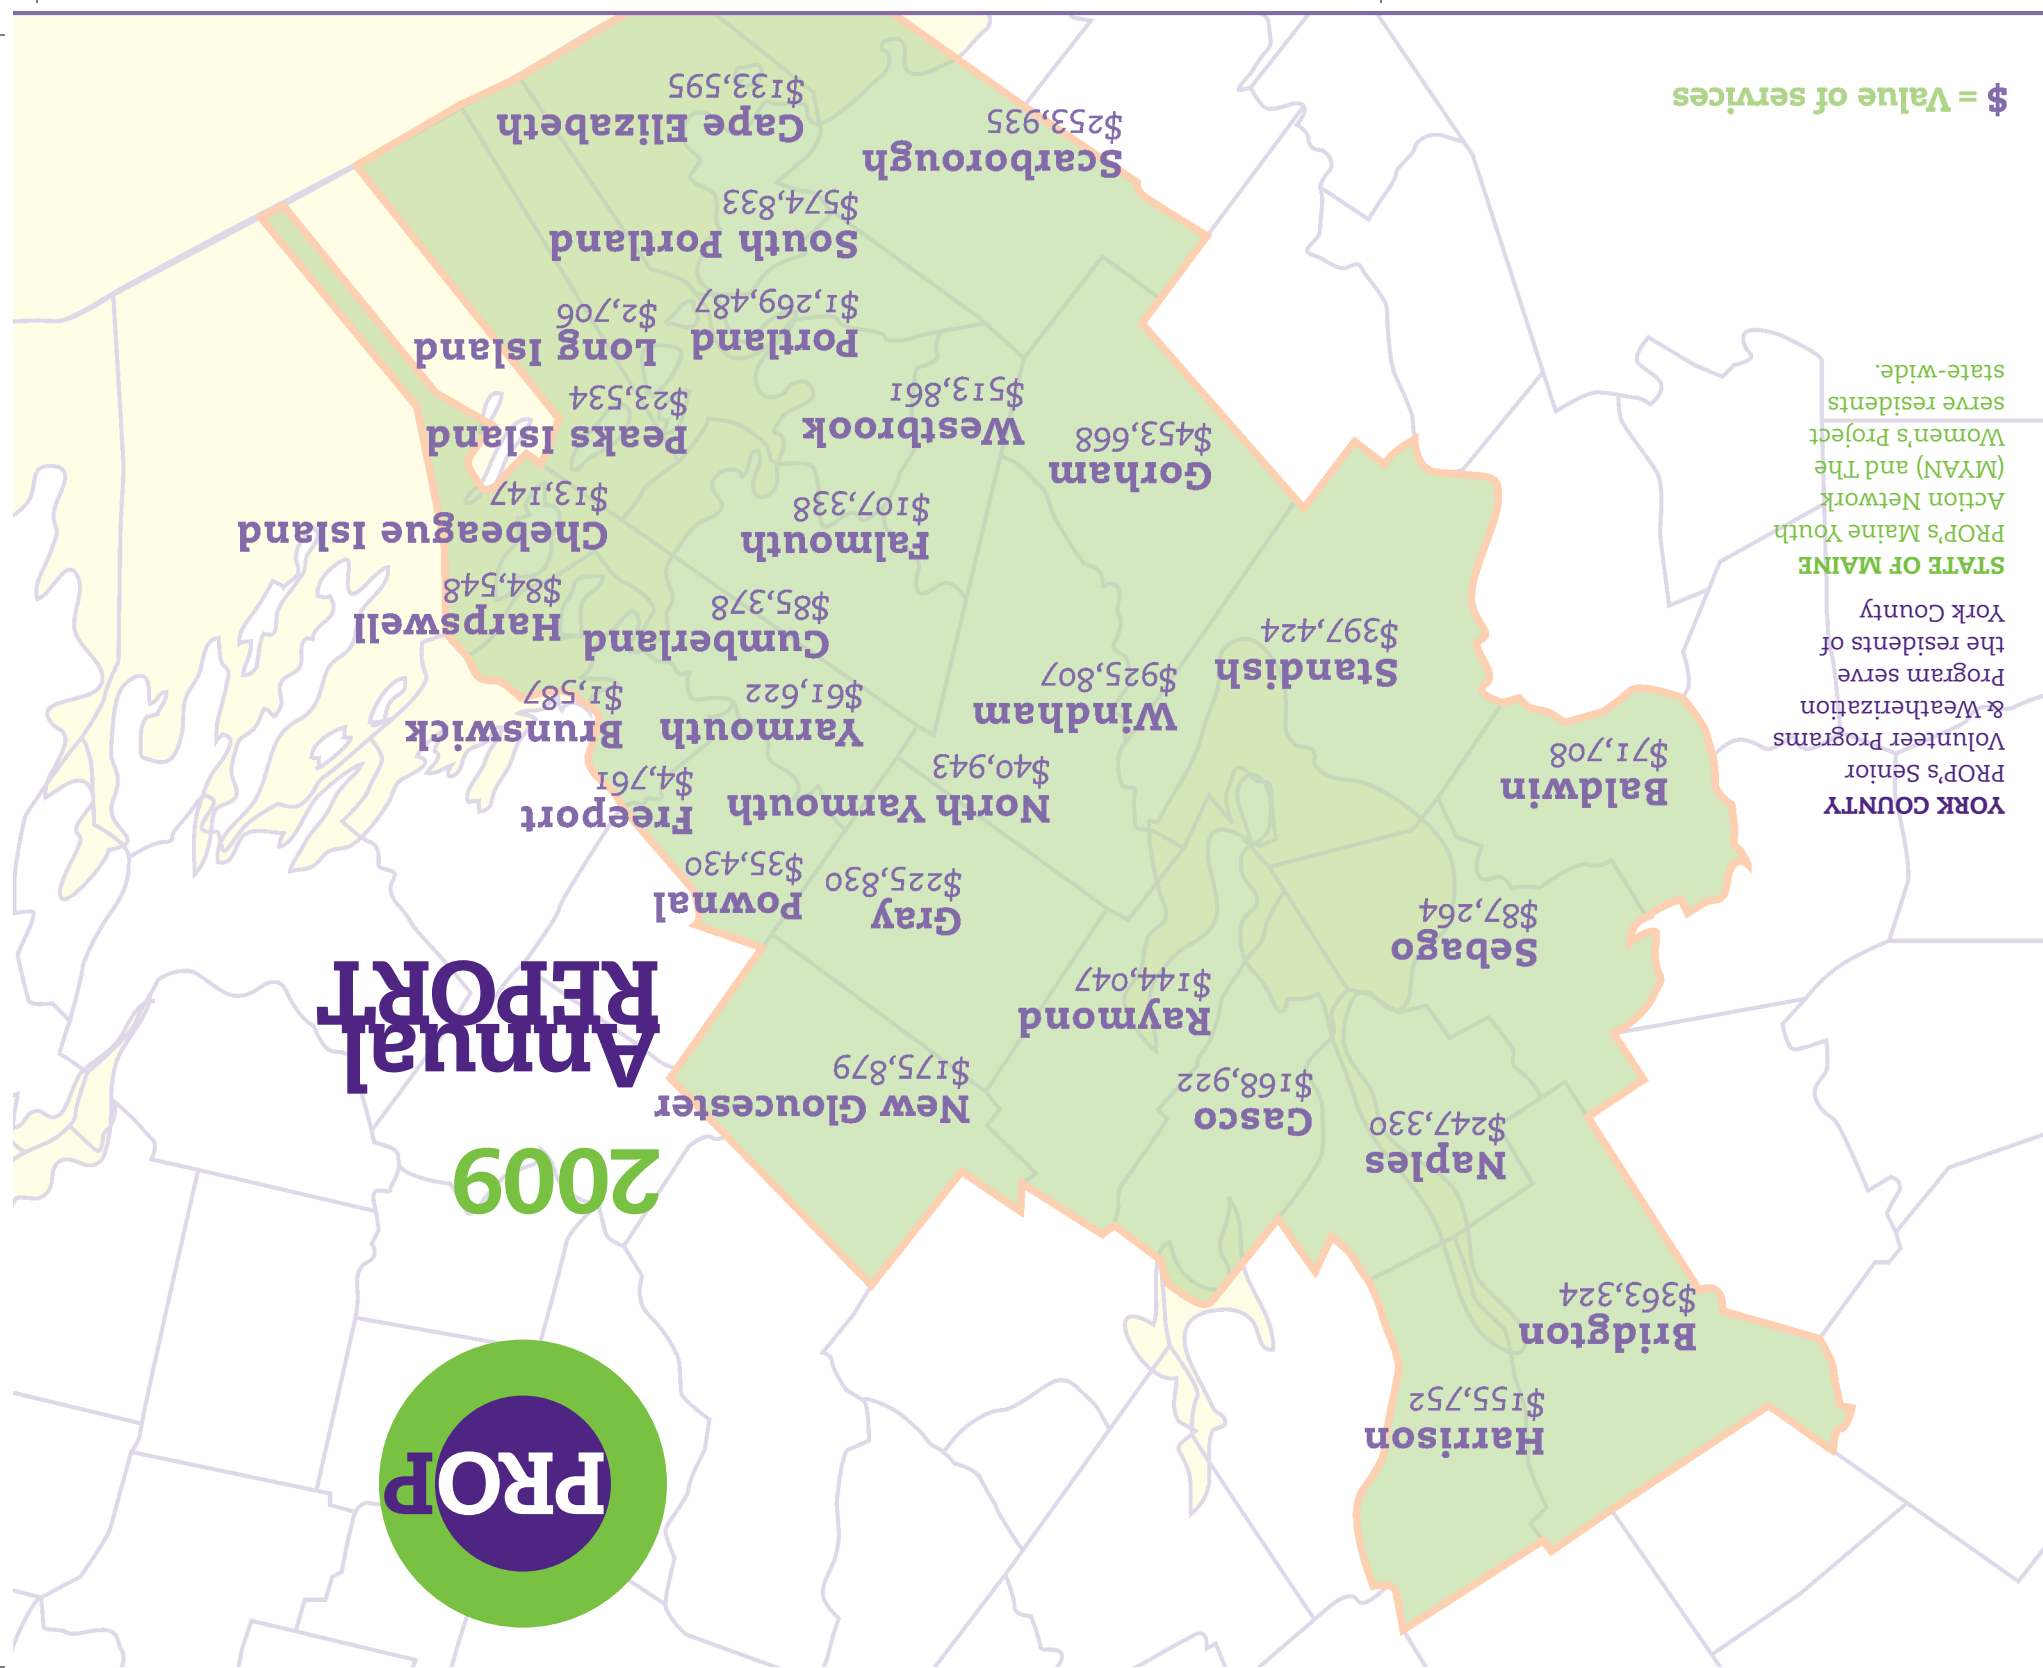 PROP
2009
Annual
REPORT
Harrison
$155,752
Bridgton
$363,324
Naples
$247,330
Casco
$168,922
New Gloucester
$175,879
Raymond
$144,047
Sebago
$87,264
Gray
$225,830
Pownal
$35,430
Baldwin
$71,708
North Yarmouth
$40,943
Freeport
$4,761
Windham
$925,807
Yarmouth
$61,622
Brunswick
$1,587
Standish
$397,424
Cumberland
$85,378
Harpswell
$84,548
Falmouth
$107,338
Chebeague Island
$13,147
Gorham
$453,668
Westbrook
$513,861
Peaks Island
$23,534
Portland
$1,269,487
Long Island
$2,706
South Portland
$574,833
Scarborough
$253,935
Cape Elizabeth
$133,595
YORK COUNTY
PROP's Senior
Volunteer Programs
& Weatherization
Program serve
the residents of
York County
STATE OF MAINE
PROP's Maine Youth
Action Network
(MYAN) and The
Women's Project
serve residents
state-wide.
$ = Value of services